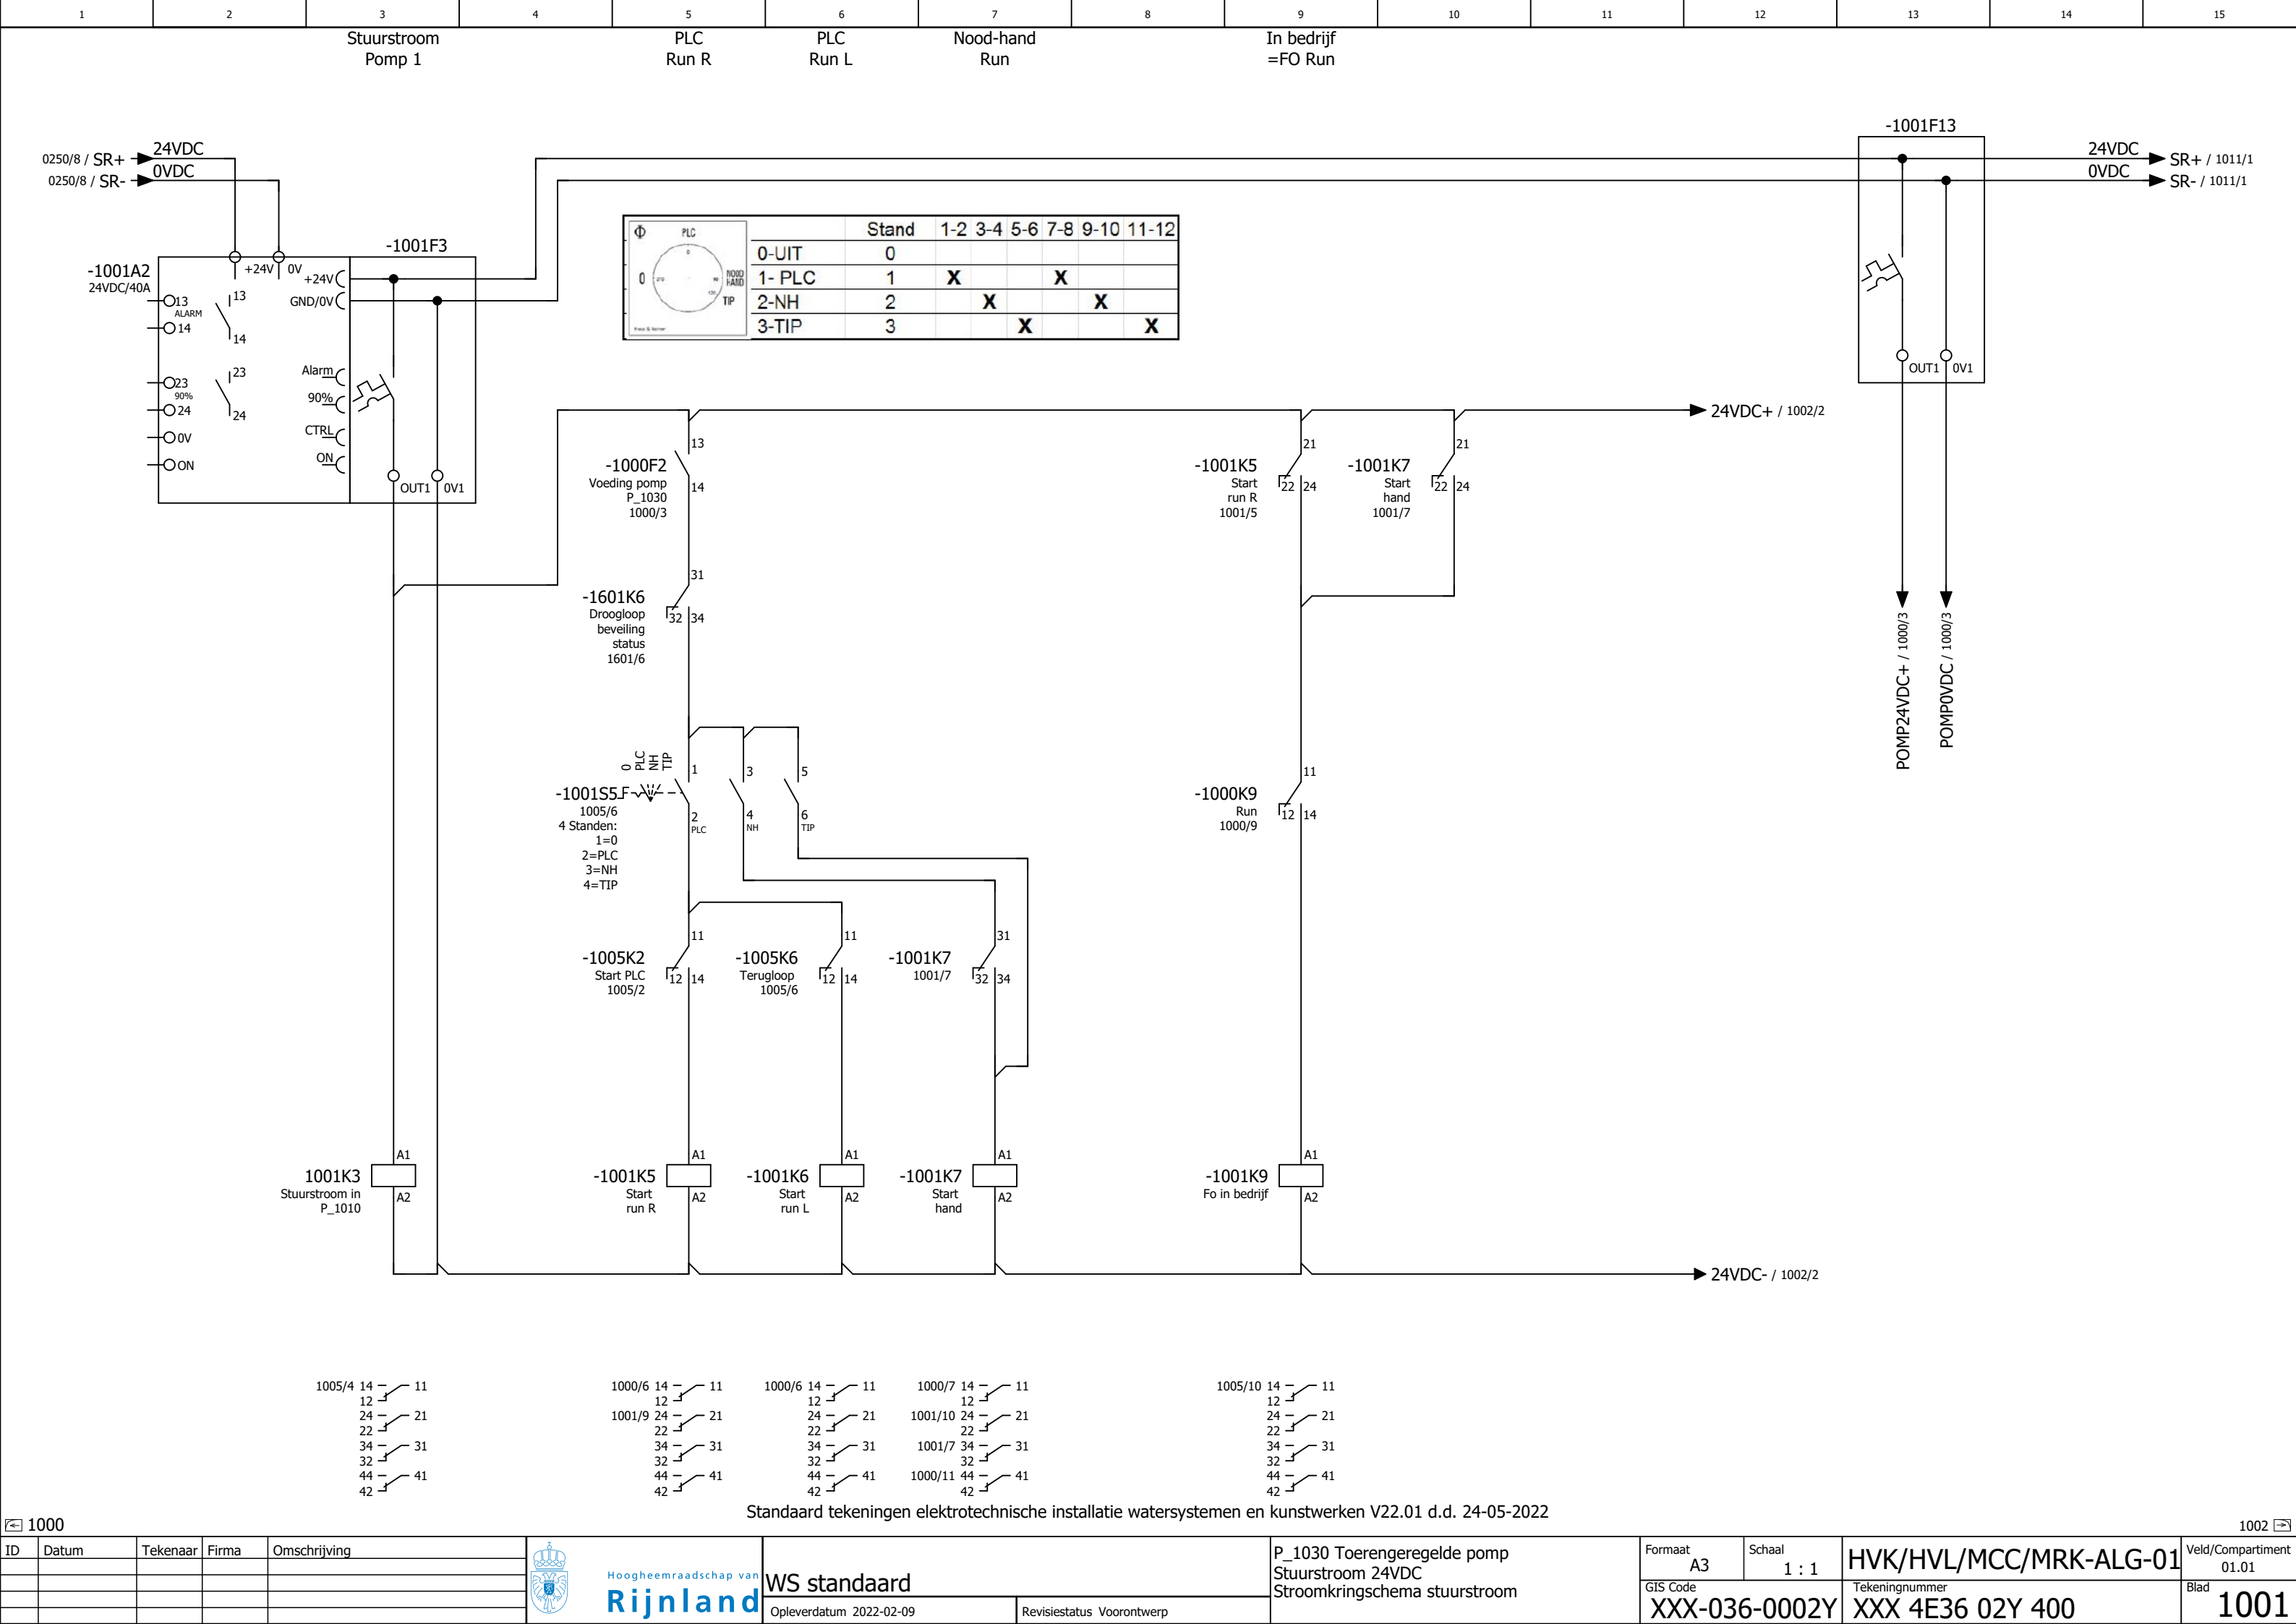 1 2 3 4 5 6 7 8 9 10 11 12 13 14 15
Stuurstroom
Pomp 1
PLC
Run R
PLC
Run L
Nood-hand
Run
In bedrijf
=FO Run
0250/8 / SR+
24VDC
0250/8 / SR-
0VDC
-1001F13
24VDC
SR+ / 1011/1
0VDC
SR- / 1011/1
OUT1 0V1
POMP24VDC+ / 1000/3
POMP0VDC / 1000/3
-1001A2
24VDC/40A
-1001F3
+24V 0V
+24V
GND/0V
13
ALARM
14
13
14
23
90%
24
23
24
0V
ON
Alarm
90%
CTRL
ON
OUT1 0V1
PLC
0
NOOD
HAND
TIP
Stand 1-2 3-4 5-6 7-8 9-10 11-12
0-UIT 0
1- PLC 1 X X
2-NH 2 X X
3-TIP 3 X X
24VDC+ / 1002/2
-1000F2
Voeding pomp
P_1030
1000/3
13
14
-1001K5
Start
run R
1001/5
21
22 24
-1001K7
Start
hand
1001/7
21
22 24
-1601K6
Droogloop
beveiling
status
1601/6
31
32 34
0
PLC
NH
TIP
-1001S5
1005/6
4 Standen:
1=0
2=PLC
3=NH
4=TIP
1
2
PLC
3
4
NH
5
6
TIP
-1000K9
Run
1000/9
11
12 14
-1005K2
Start PLC
1005/2
11
12 14
-1005K6
Terugloop
1005/6
11
12 14
-1001K7
1001/7
31
32 34
1001K3
Stuurstroom in
P_1010
A1
A2
-1001K5
Start
run R
A1
A2
-1001K6
Start
run L
A1
A2
-1001K7
Start
hand
A1
A2
-1001K9
Fo in bedrijf
A1
A2
24VDC- / 1002/2
1005/4 14 11
12
24 21
22
34 31
32
44 41
42
1000/6 14 11
12
1001/9 24 21
22
34 31
32
44 41
42
1000/6 14 11
12
24 21
22
34 31
32
44 41
42
1000/7 14 11
12
1001/10 24 21
22
1001/7 34 31
32
1000/11 44 41
42
1005/10 14 11
12
24 21
22
34 31
32
44 41
42
Standaard tekeningen elektrotechnische installatie watersystemen en kunstwerken V22.01 d.d. 24-05-2022
1000
1002
ID Datum Tekenaar Firma Omschrijving
Hoogheemraadschap van
Rijnland
WS standaard
Opleverdatum 2022-02-09
Revisiestatus Voorontwerp
P_1030 Toerengeregelde pomp
Stuurstroom 24VDC
Stroomkringschema stuurstroom
Formaat
A3
Schaal
1 : 1
HVK/HVL/MCC/MRK-ALG-01
Veld/Compartiment
01.01
GIS Code
XXX-036-0002Y
Tekeningnummer
XXX 4E36 02Y 400
Blad
1001